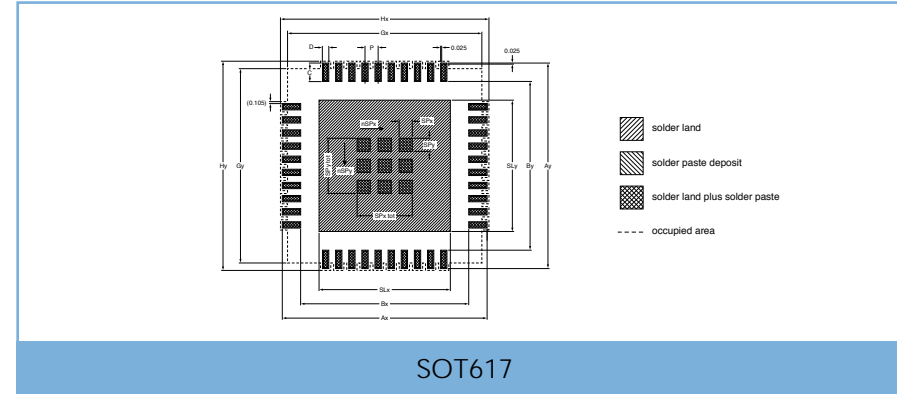 Hx
Gx
D
P
0.025
0.025
C
(0.105)
nSPx
SPx
SPy
SPy tot
nSPy
SPx tot
Hy
Gy
SLy
By
Ay
SLx
Bx
Ax
solder land
solder paste deposit
solder land plus solder paste
occupied area
SOT617